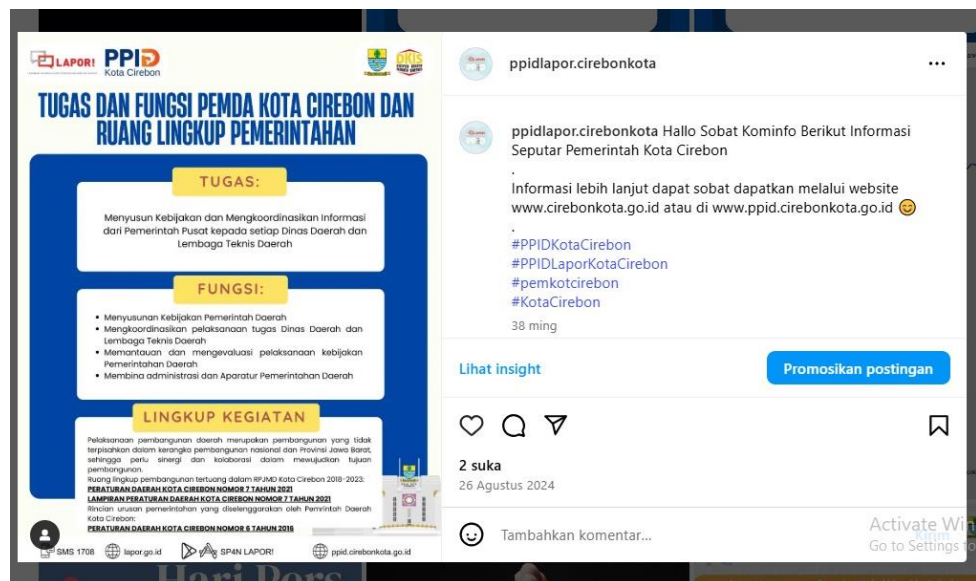 LAPOR!
PPID
Kota Cirebon
DKIS
TUGAS DAN FUNGSI PEMDA KOTA CIREBON DAN
RUANG LINGKUP PEMERINTAHAN
TUGAS:
Menyusun Kebijakan dan Mengkoordinasikan Informasi
dari Pemerintah Pusat kepada setiap Dinas Daerah dan
Lembaga Teknis Daerah
FUNGSI:
• Menyusunan Kebijakan Pemerintah Daerah
• Mengkoordinasikan pelaksanaan tugas Dinas Daerah dan
Lembaga Teknis Daerah
• Memantauan dan mengevaluasi pelaksanaan kebijakan
Pemerintahan Daerah
• Membina administrasi dan Aparatur Pemerintahan Daerah
LINGKUP KEGIATAN
Pelaksanaan pembangunan daerah merupakan pembangunan yang tidak
terpisahkan dalam kerangka pembangunan nasional dan Provinsi Jawa Barat,
sehingga perlu sinergi dan kolaborasi dalam mewujudkan tujuan
pembangunan.
Ruang lingkup pembangunan tertuang dalam RPJMD Kota Cirebon 2018-2023:
PERATURAN DAERAH KOTA CIREBON NOMOR 7 TAHUN 2021
LAMPIRAN PERATURAN DAERAH KOTA CIREBON NOMOR 7 TAHUN 2021
Rincian urusan pemerintahan yang diselenggarakan oleh Pemrintah Daerah
Kota Cirebon:
PERATURAN DAERAH KOTA CIREBON NOMOR 6 TAHUN 2016
SMS 1708 lapor.go.id SP4N LAPOR! ppid.cirebonkota.go.id
ppidlapor.cirebonkota
ppidlapor.cirebonkota Hallo Sobat Kominfo Berikut Informasi
Seputar Pemerintah Kota Cirebon
.
Informasi lebih lanjut dapat sobat dapatkan melalui website
www.cirebonkota.go.id atau di www.ppid.cirebonkota.go.id 😊
.
#PPIDKotaCirebon
#PPIDLaporKotaCirebon
#pemkotcirebon
#KotaCirebon
38 ming
Lihat insight
Promosikan postingan
2 suka
26 Agustus 2024
Tambahkan komentar...
Kirim
Activate Win
Go to Settings to
Hari Pers